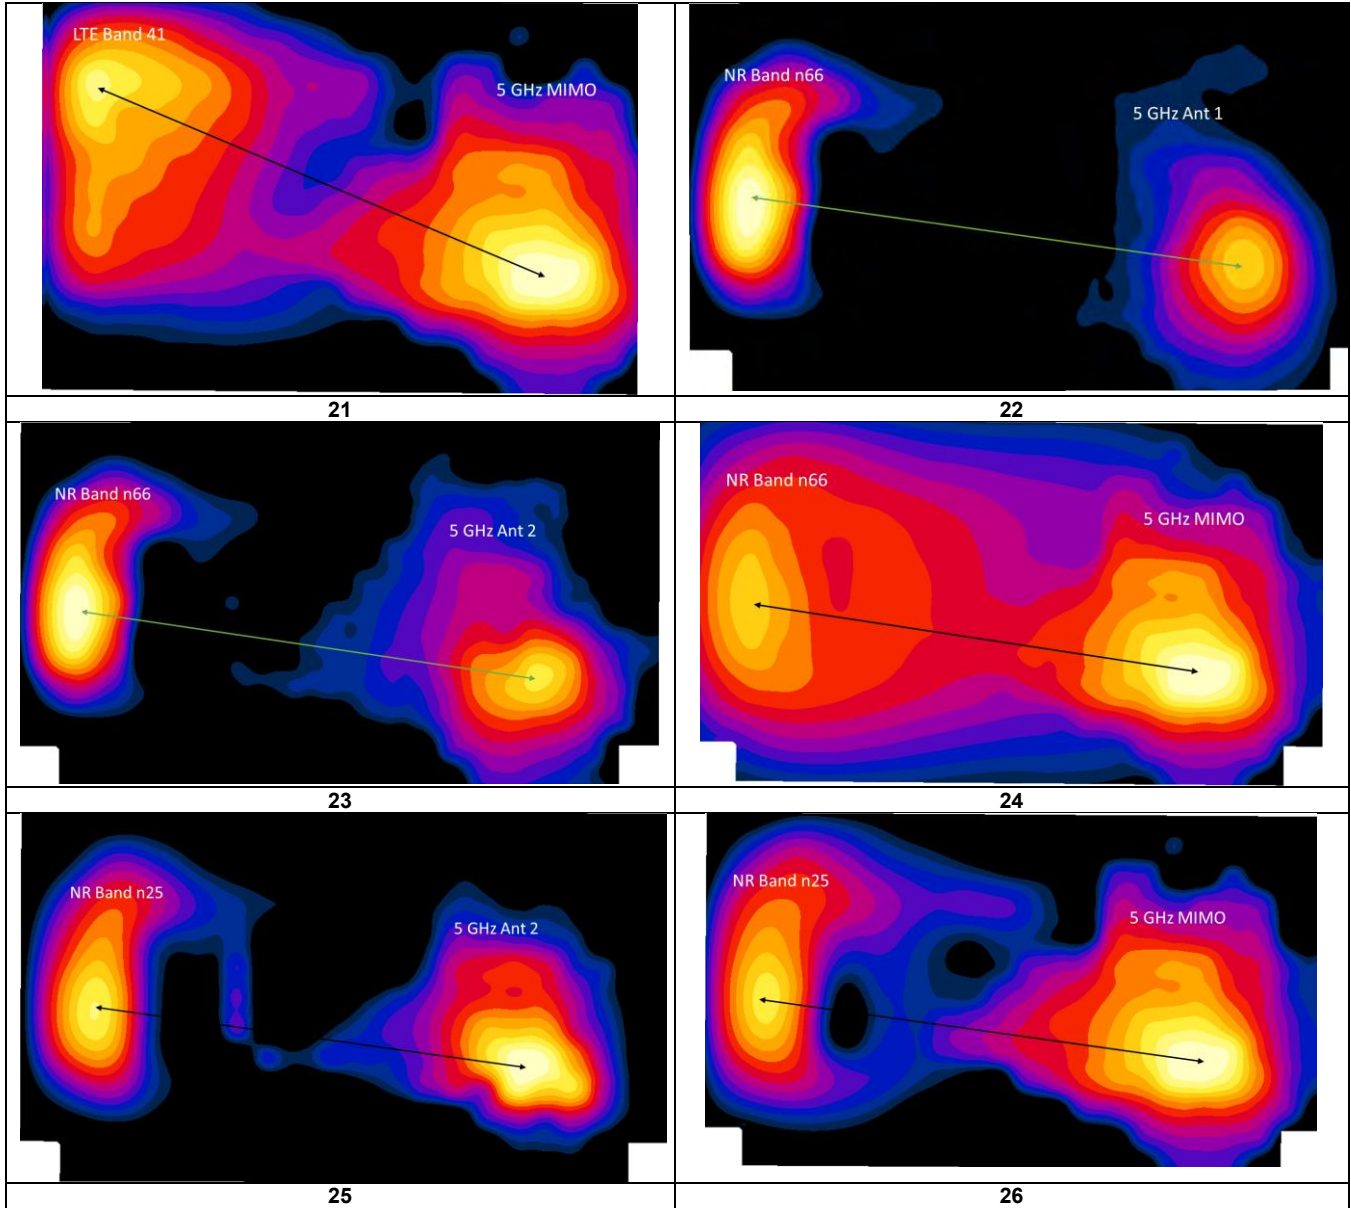 LTE Band 41
5 GHz MIMO
NR Band n66
5 GHz Ant 1
21
22
NR Band n66
5 GHz Ant 2
NR Band n66
5 GHz MIMO
23
24
NR Band n25
5 GHz Ant 2
NR Band n25
5 GHz MIMO
25
26